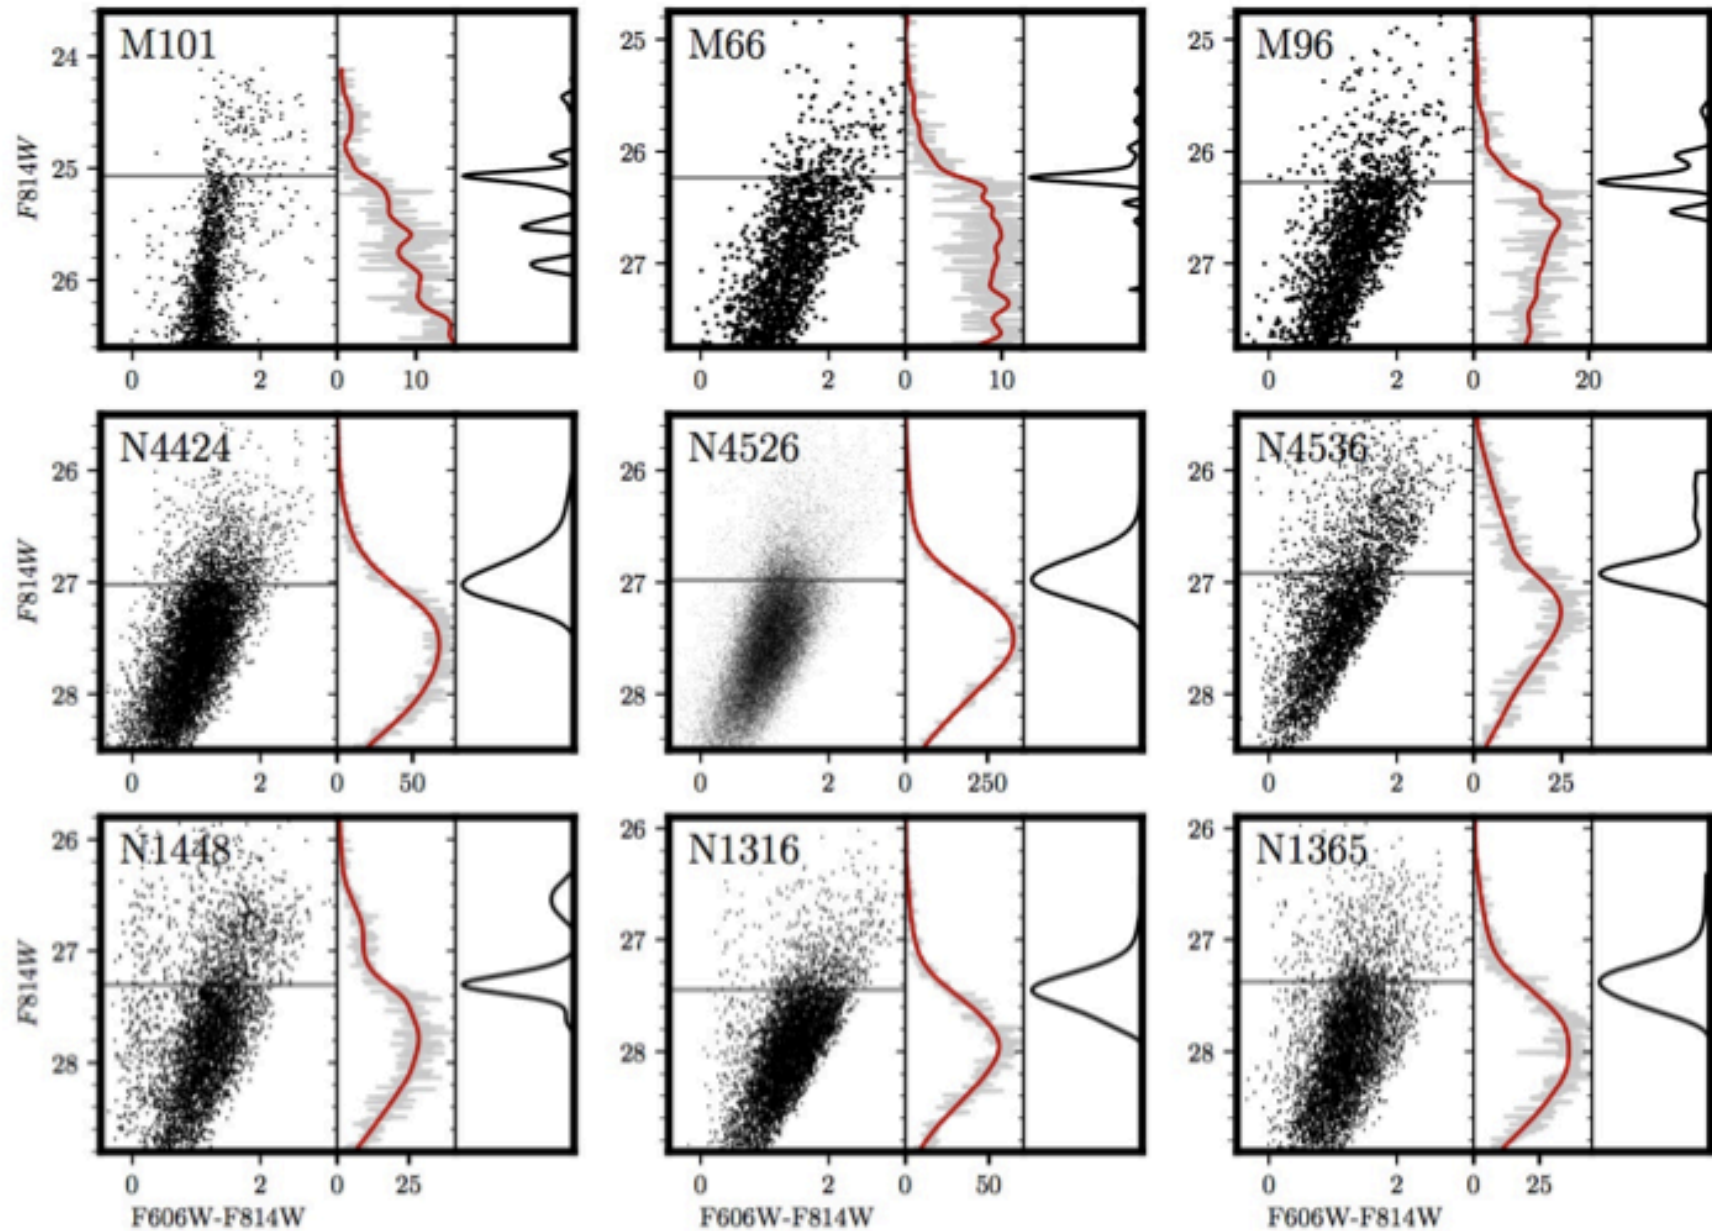 M101 M66 M96
24 25 26 F814W
25 26 27
25 26 27
0 2 0 10 0 2 0 10 0 2 0 20
N4424 N4526 N4536
26 27 28 F814W
26 27 28
26 27 28
0 2 0 50 0 2 0 250 0 2 0 25
N1448 N1316 N1365
26 27 28 F814W
26 27 28
26 27 28
0 2 0 25 0 2 0 50 0 2 0 25
F606W-F814W F606W-F814W F606W-F814W